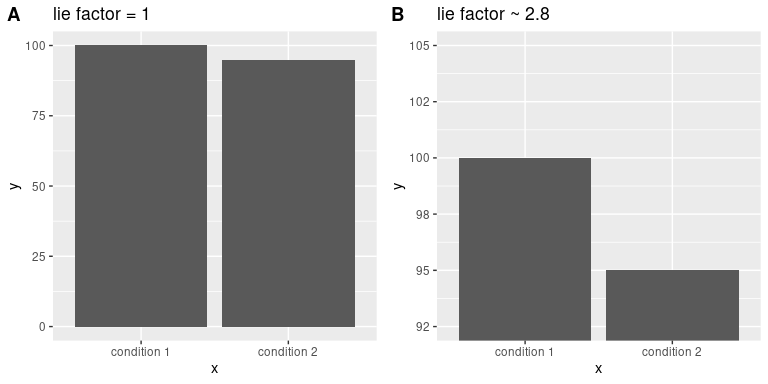 A lie factor = 1
100
75
50
25
0
y
condition 1 condition 2
x
B lie factor ~ 2.8
105
102
100
98
95
92
y
condition 1 condition 2
x